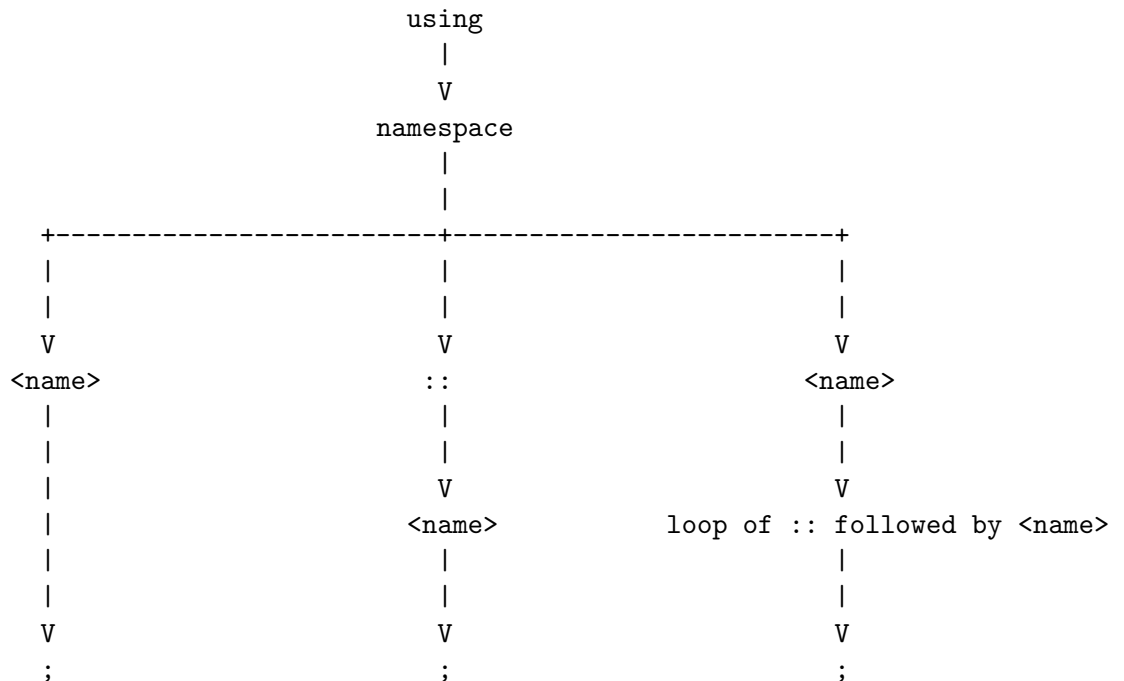 using
|
V
namespace
|
|
+-------------------------+-------------------------+
| | |
| | |
V V V
<name> :: <name>
| | |
| | |
| V V
| <name> loop of :: followed by <name>
| | |
| | |
V V V
; ; ;